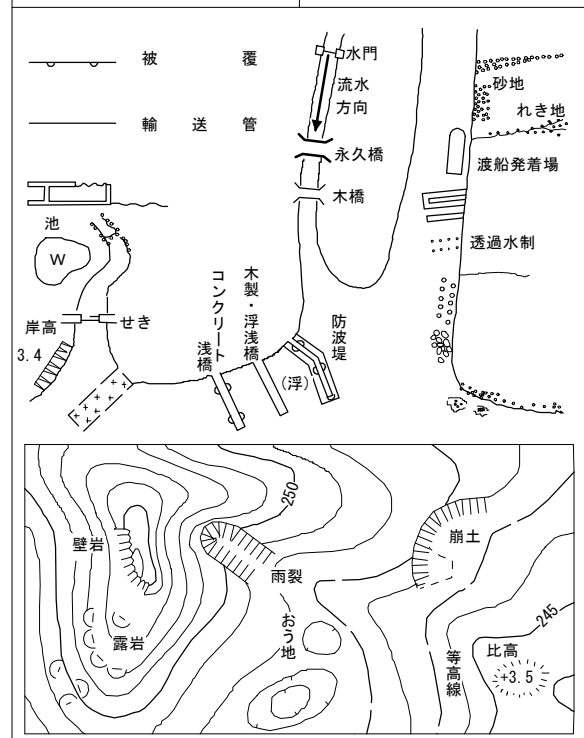 被覆
輸送管
水門
流水
方向
永久橋
木橋
砂地
れき地
渡船発着場
透過水制
池
W
せき
岸高
3.4
コンクリート
浅橋
木製・浮浅橋
防波堤
(浮)
壁岩
露岩
250
雨裂
おう地
崩土
等高線
245
比高
+3.5